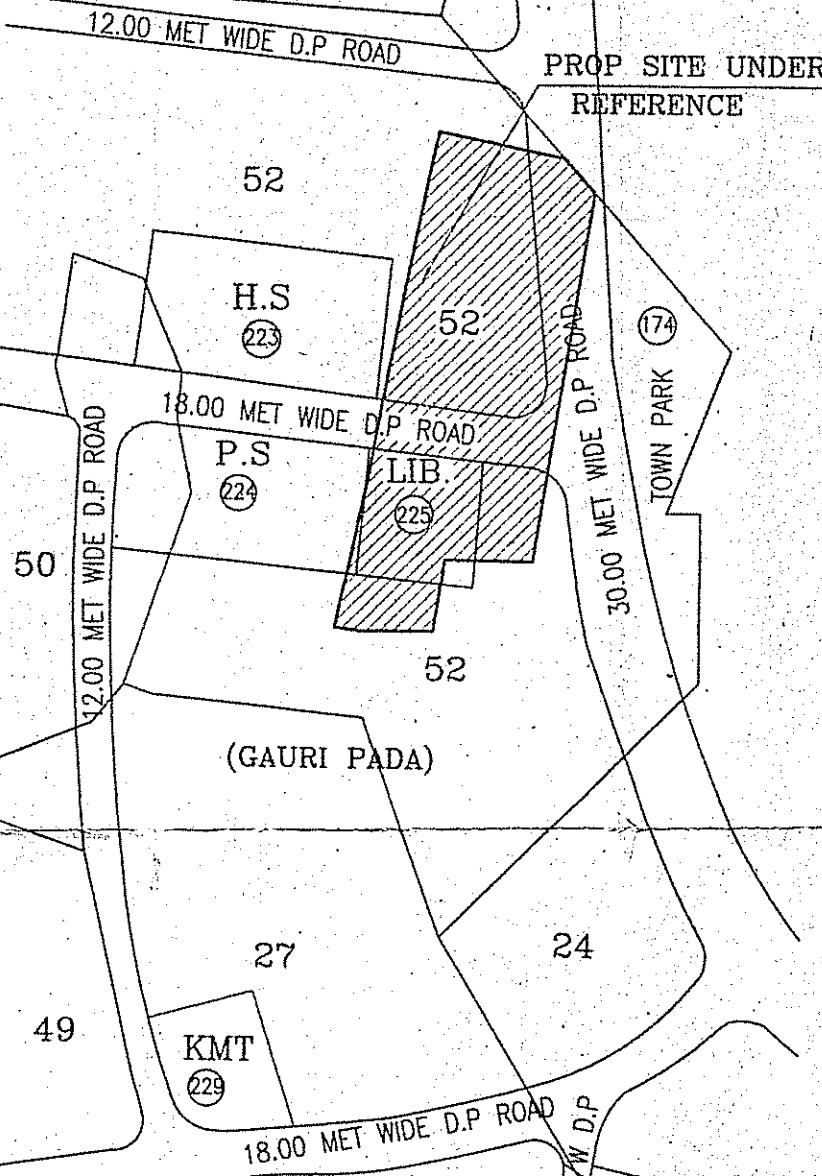 12.00 MET WIDE D.P ROAD
PROP SITE UNDER
REFERENCE
52
H.S
223
52
174
TOWN PARK
30.00 MET WIDE D.P ROAD
18.00 MET WIDE D.P ROAD
P.S
224
LIB.
225
50
12.00 MET WIDE D.P ROAD
52
(GAURI PADA)
27
24
49
KMT
229
18.00 MET WIDE D.P ROAD
W D.P